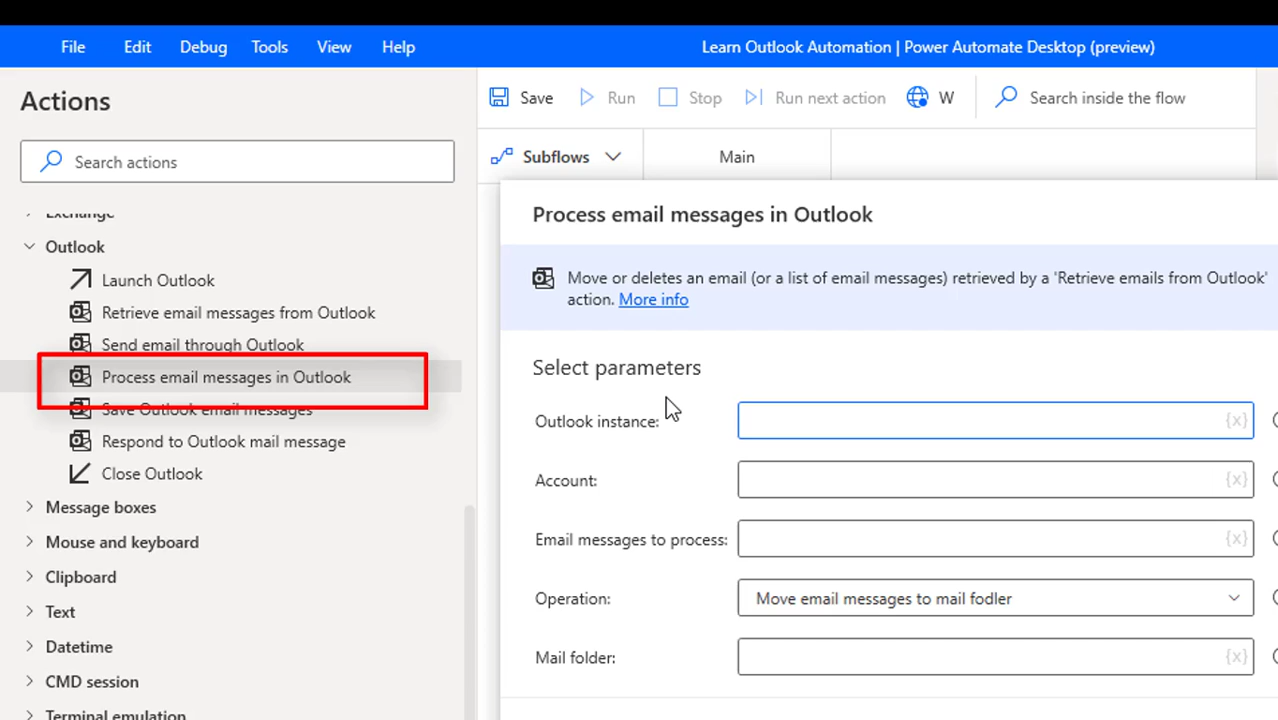 File Edit Debug Tools View Help
Learn Outlook Automation | Power Automate Desktop (preview)
Actions
Search actions
Exchange
Outlook
Launch Outlook
Retrieve email messages from Outlook
Send email through Outlook
Process email messages in Outlook
Save Outlook email messages
Respond to Outlook mail message
Close Outlook
Message boxes
Mouse and keyboard
Clipboard
Text
Datetime
CMD session
Terminal emulation
Save Run Stop Run next action W Search inside the flow
Subflows Main
Process email messages in Outlook
Move or deletes an email (or a list of email messages) retrieved by a 'Retrieve emails from Outlook'
action. More info
Select parameters
Outlook instance: {x}
Account: {x}
Email messages to process: {x}
Operation: Move email messages to mail fodler
Mail folder: {x}